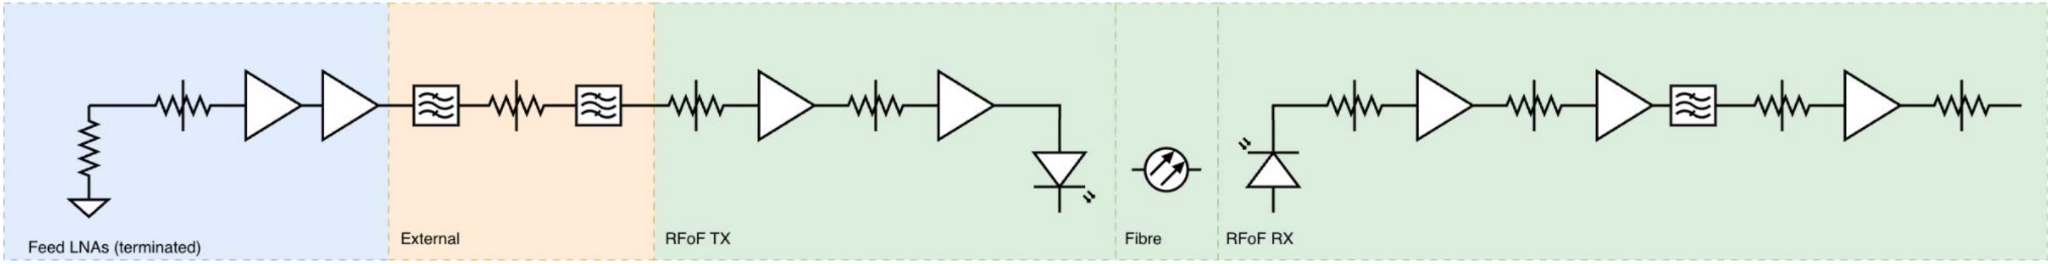 Feed LNAs (terminated)
External
RFoF TX
Fibre
RFoF RX